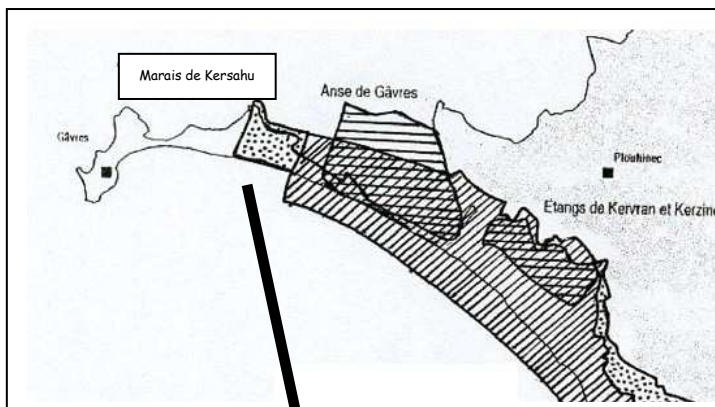 Marais de Kersahu
Anse de Gâvres
Gâvres
Plouhinec
Etangs de Kervran et Kerzine